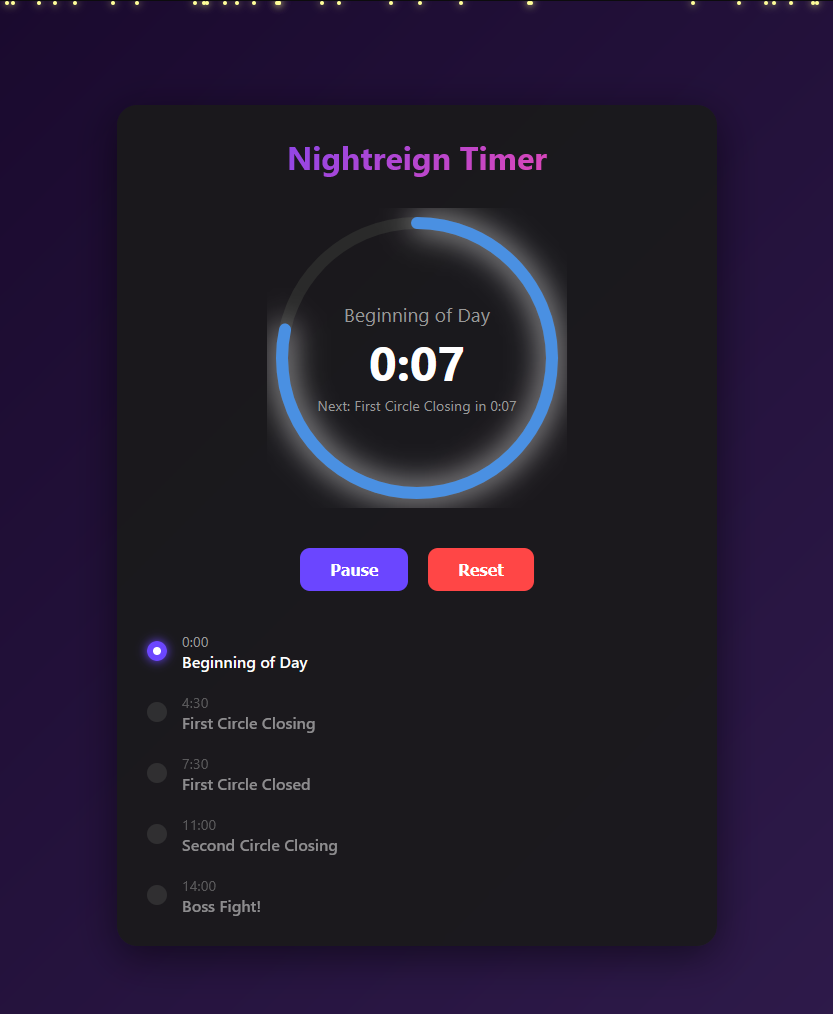 Nightreign Timer
Beginning of Day
0:07
Next: First Circle Closing in 0:07
Pause
Reset
0:00
Beginning of Day
4:30
First Circle Closing
7:30
First Circle Closed
11:00
Second Circle Closing
14:00
Boss Fight!